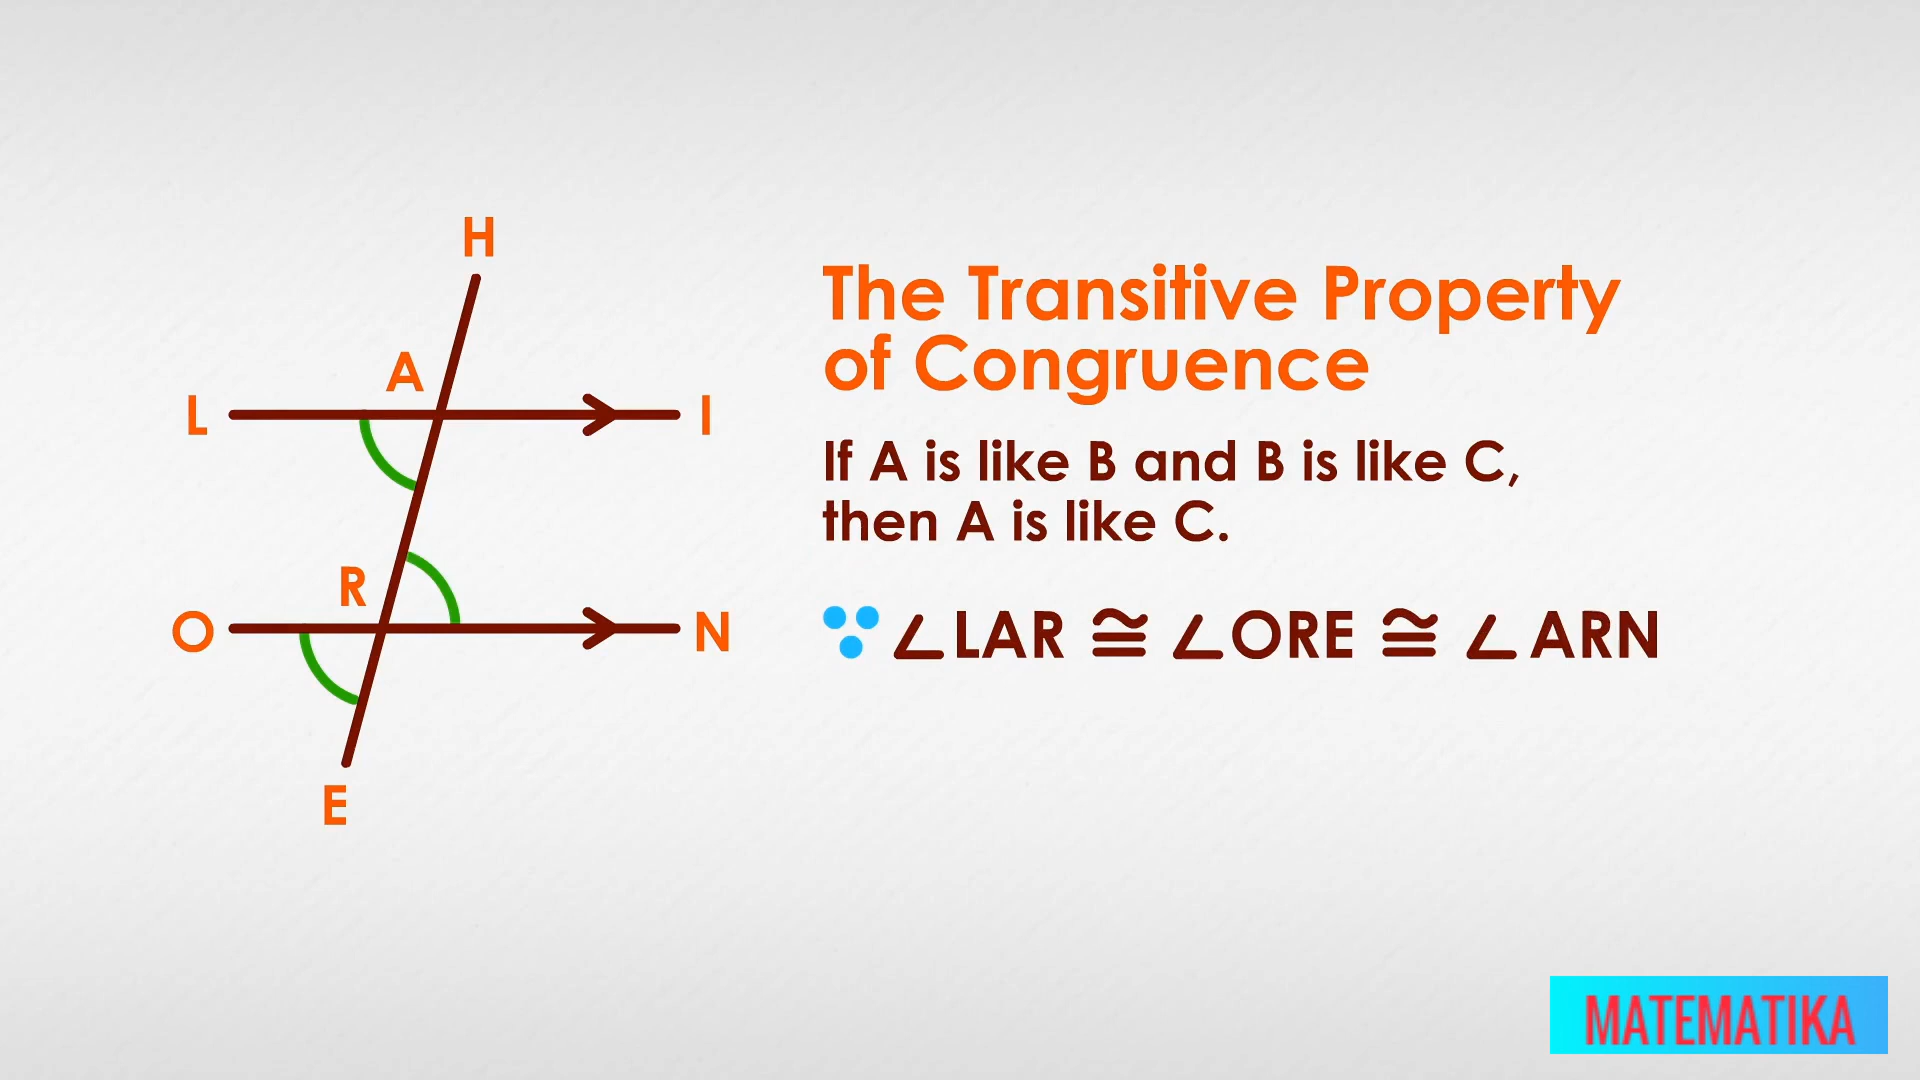 H
The Transitive Property
of Congruence
A
L
I
If A is like B and B is like C,
then A is like C.
R
O
N
∵ ∠LAR ≅ ∠ORE ≅ ∠ARN
E
MATEMATIKA